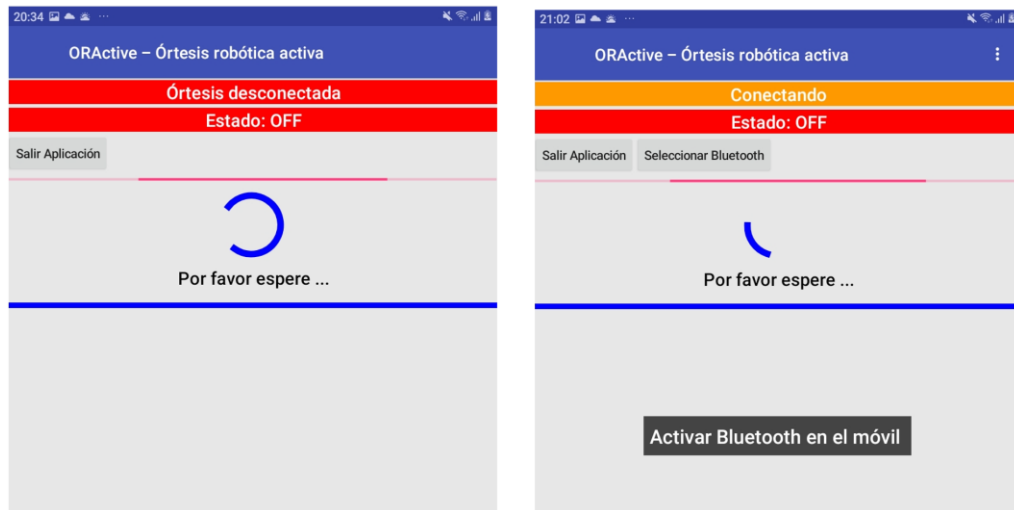 20:34
ORActive – Órtesis robótica activa
Órtesis desconectada
Estado: OFF
Salir Aplicación
Por favor espere ...
21:02
ORActive – Órtesis robótica activa
Conectando
Estado: OFF
Salir Aplicación Seleccionar Bluetooth
Por favor espere ...
Activar Bluetooth en el móvil